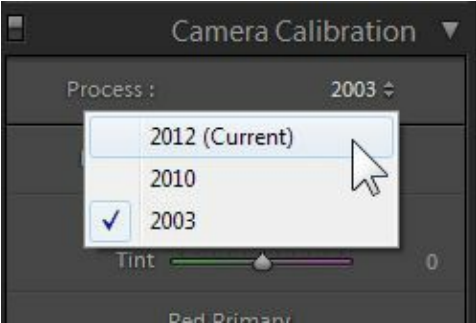 Camera Calibration
Process : 2003
2012 (Current)
2010
2003
Tint 0
Red Primary